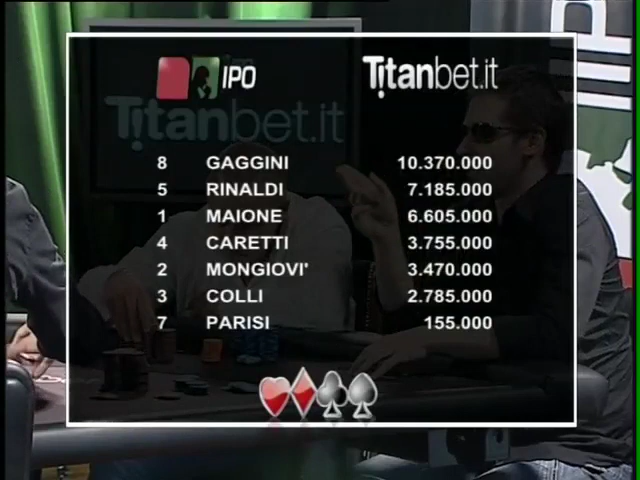 IPO
Titanbet.it
Titanbet.it
8 GAGGINI 10.370.000
5 RINALDI 7.185.000
1 MAIONE 6.605.000
4 CARETTI 3.755.000
2 MONGIOVI' 3.470.000
3 COLLI 2.785.000
7 PARISI 155.000